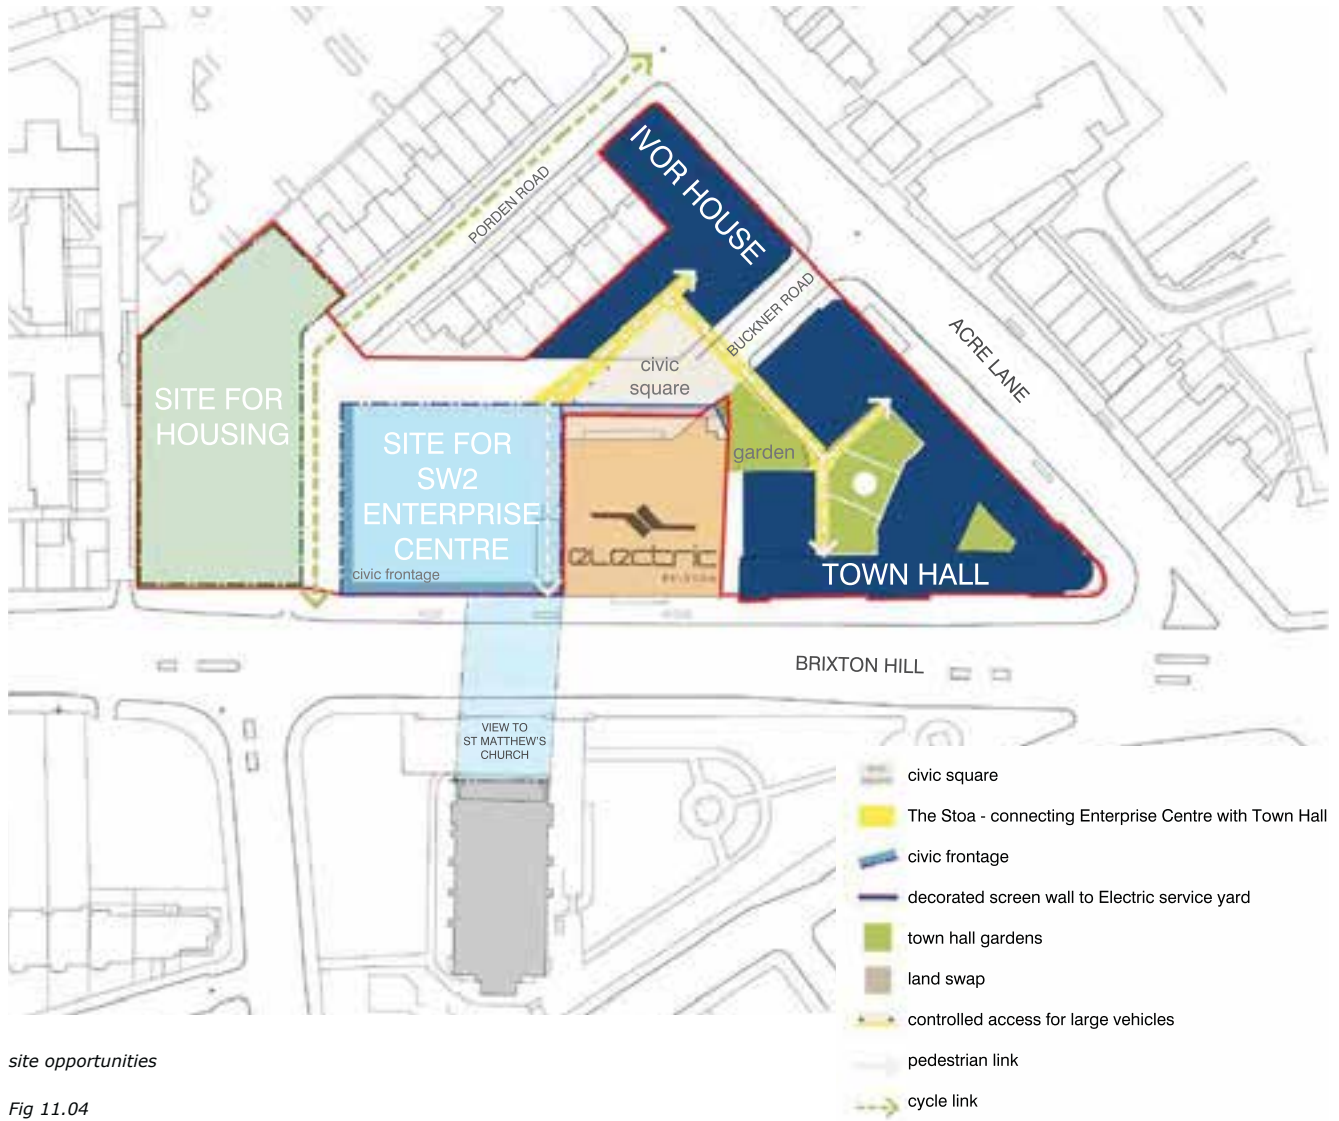 IVOR HOUSE
PORDEN ROAD
BUCKNER ROAD
ACRE LANE
civic
square
SITE FOR
HOUSING
SITE FOR
SW2
ENTERPRISE
CENTRE
civic frontage
garden
electric
BRIXTON
TOWN HALL
BRIXTON HILL
VIEW TO
ST MATTHEW'S
CHURCH
civic square
The Stoa - connecting Enterprise Centre with Town Hall
civic frontage
decorated screen wall to Electric service yard
town hall gardens
land swap
controlled access for large vehicles
pedestrian link
cycle link
site opportunities
Fig 11.04